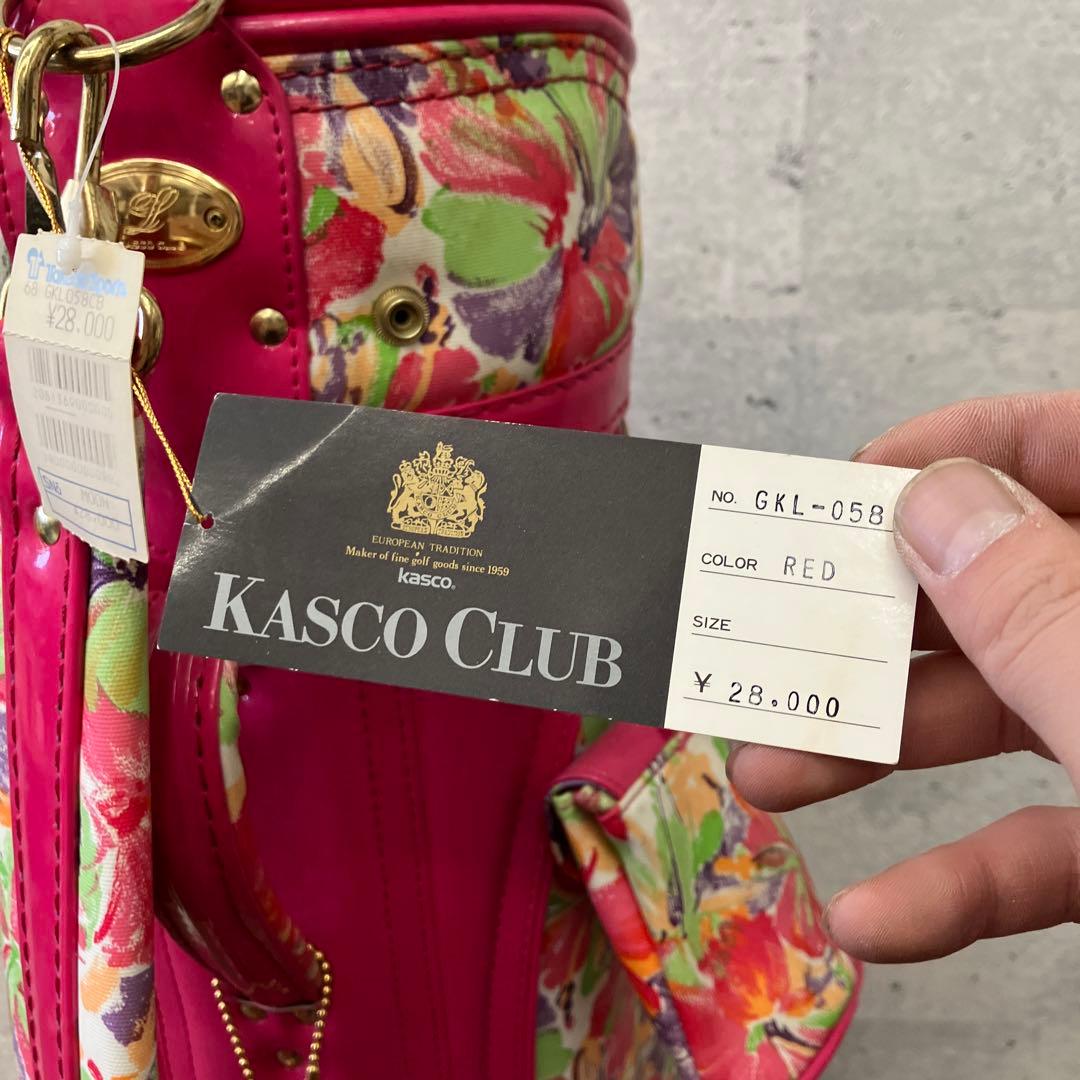 68 GKL058CB
¥28.000
EUROPEAN TRADITION
Maker of fine golf goods since 1959
kasco®
KASCO CLUB
NO. GKL-058
COLOR RED
SIZE
¥ 28.000
L